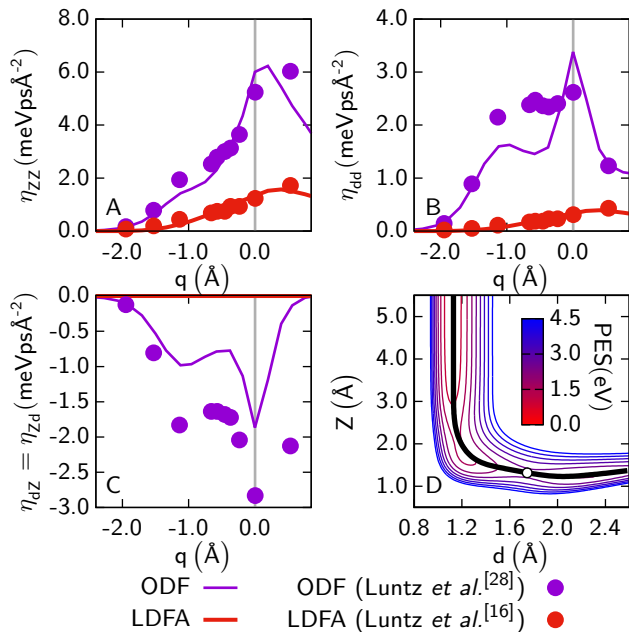 8.0
6.0
4.0
2.0
0.0
-2.0 -1.0 0.0
q (Å)
η_ZZ (meVpsÅ⁻²)
A
4.0
3.0
2.0
1.0
0.0
-2.0 -1.0 0.0
q (Å)
η_dd (meVpsÅ⁻²)
B
0.0
-0.5
-1.0
-1.5
-2.0
-2.5
-3.0
-2.0 -1.0 0.0
q (Å)
η_dZ = η_Zd (meVpsÅ⁻²)
C
5.0
4.0
3.0
2.0
1.0
0.8 1.2 1.6 2.0 2.4
d (Å)
Z (Å)
4.5
3.0
1.5
0.0
PES(eV)
D
ODF
ODF (Luntz et al.[28])
LDFA
LDFA (Luntz et al.[16])